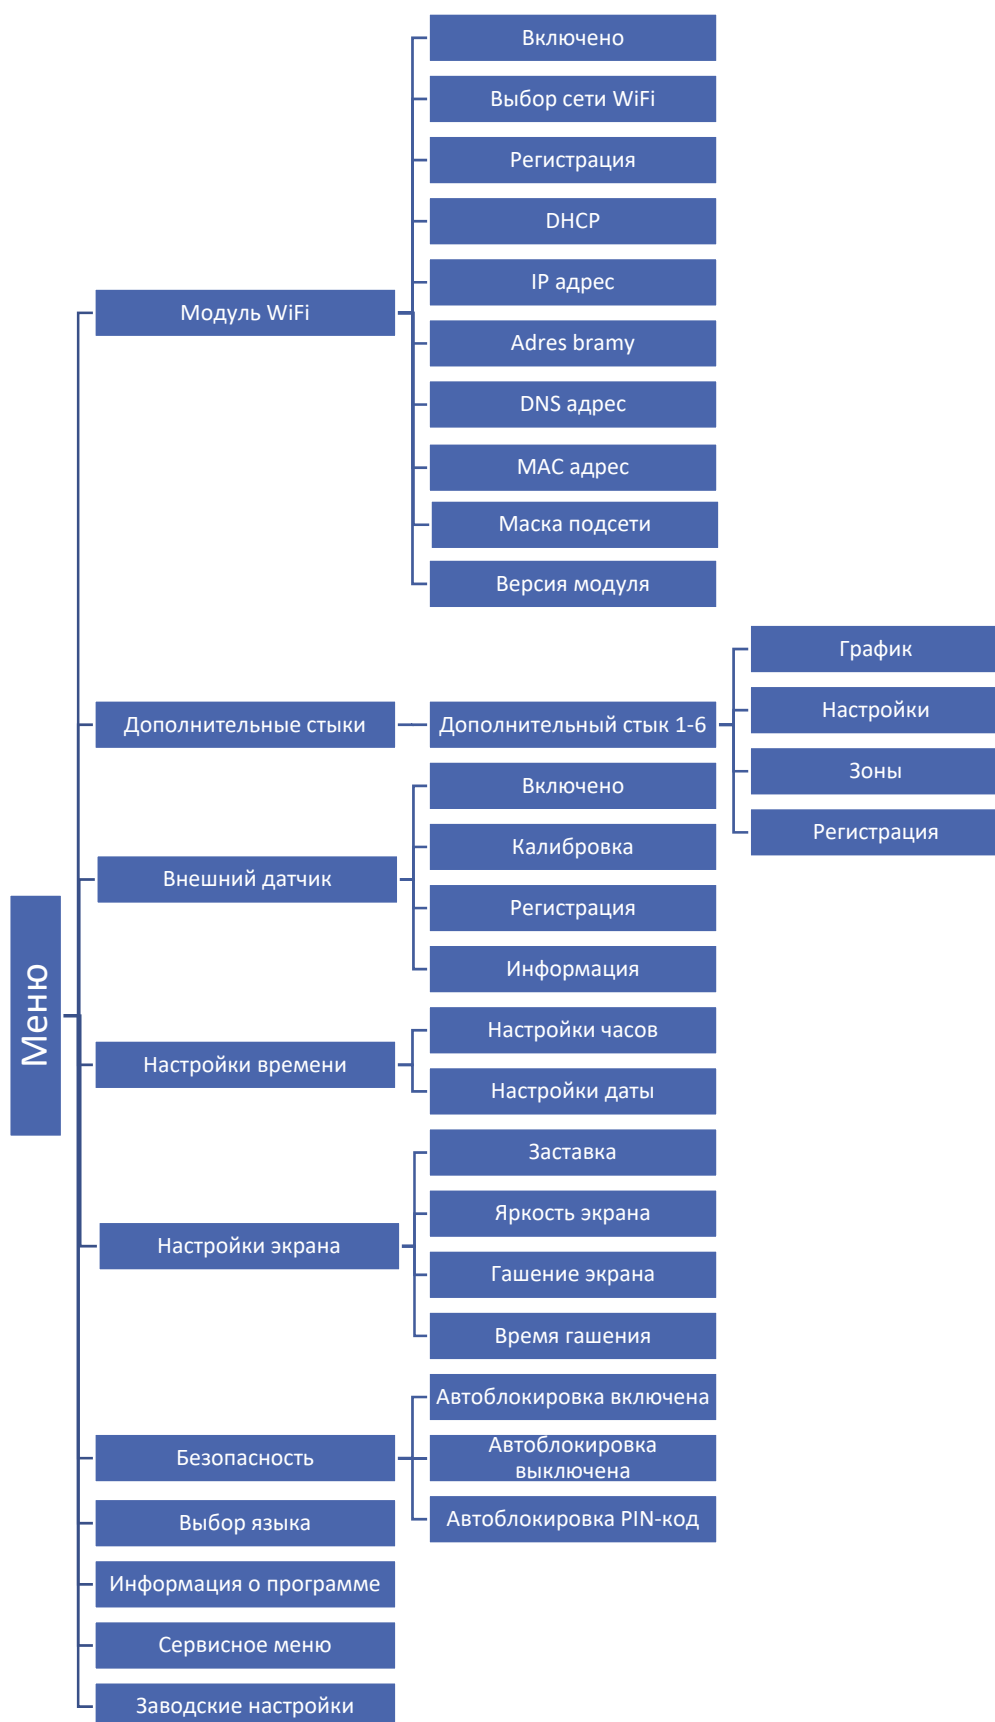 Меню
Модуль WiFi
Включено
Выбор сети WiFi
Регистрация
DHCP
IP адрес
Adres bramy
DNS адрес
MAC адрес
Маска подсети
Версия модуля
Дополнительные стыки
Дополнительный стык 1-6
График
Настройки
Зоны
Регистрация
Внешний датчик
Включено
Калибровка
Регистрация
Информация
Настройки времени
Настройки часов
Настройки даты
Настройки экрана
Заставка
Яркость экрана
Гашение экрана
Время гашения
Безопасность
Автоблокировка включена
Автоблокировка
выключена
Автоблокировка PIN-код
Выбор языка
Информация о программе
Сервисное меню
Заводские настройки